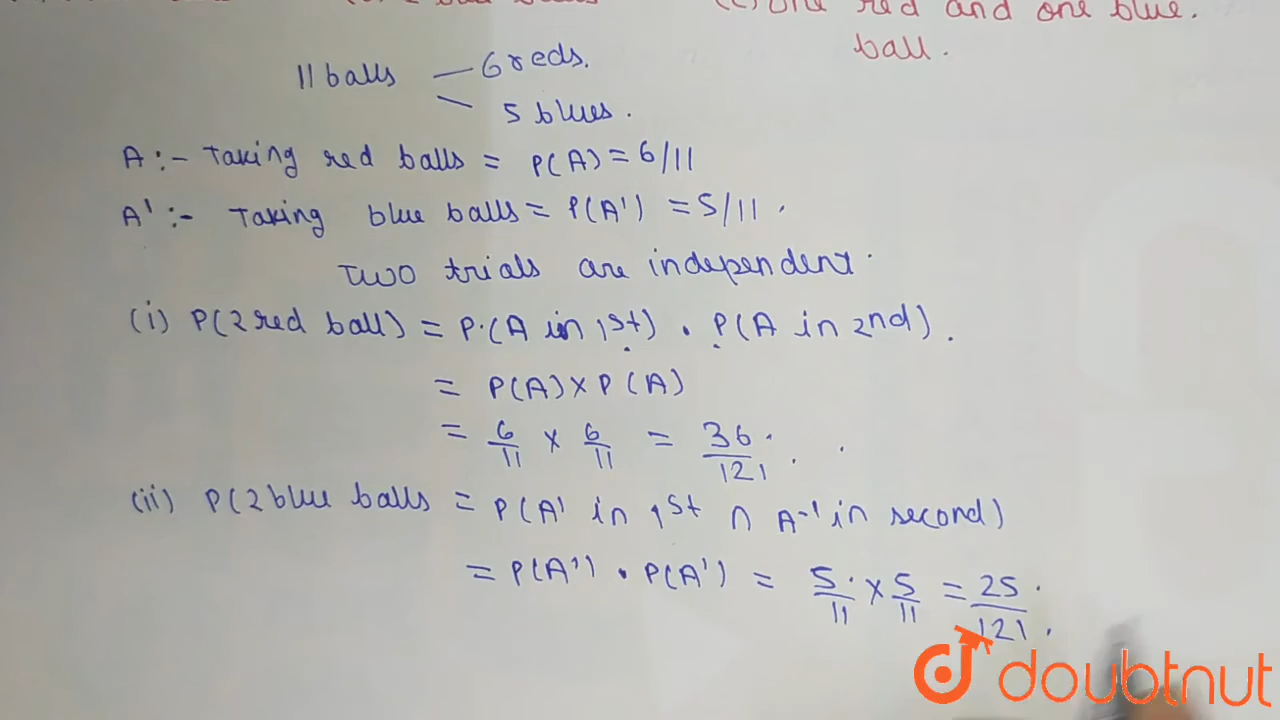 (c) One red and one blue.
ball.
11 balls — 6 reds.
5 blues.
A :- Taking red balls = P(A) = 6/11
A' :- Taking blue balls = P(A') = 5/11.
Two trials are independent.
(i) P(2 red ball) = P.(A in 1st) . P(A in 2nd).
= P(A) × P(A)
= 6/11 × 6/11 = 36/121.
(ii) P(2 blue balls = P(A' in 1st ∩ A⁻¹ in second)
= P(A') . P(A') = 5/11 × 5/11 = 25/121.
doubtnut